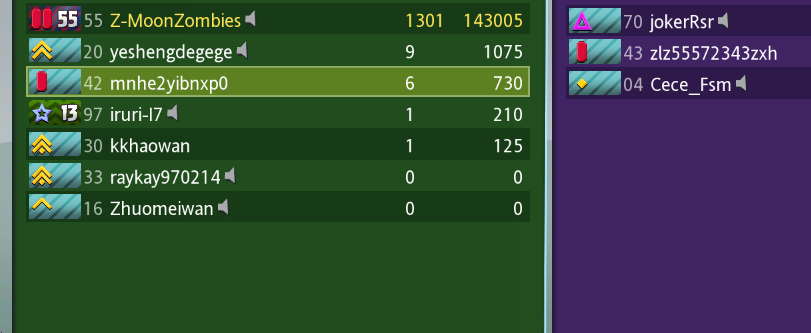 55 55 Z-MoonZombies 1301 143005
20 yeshengdegege 9 1075
42 mnhe2yibnxp0 6 730
13 97 iruri-I7 1 210
30 kkhaowan 1 125
33 raykay970214 0 0
16 Zhuomeiwan 0 0
70 jokerRsr
43 zlz55572343zxh
04 Cece_Fsm